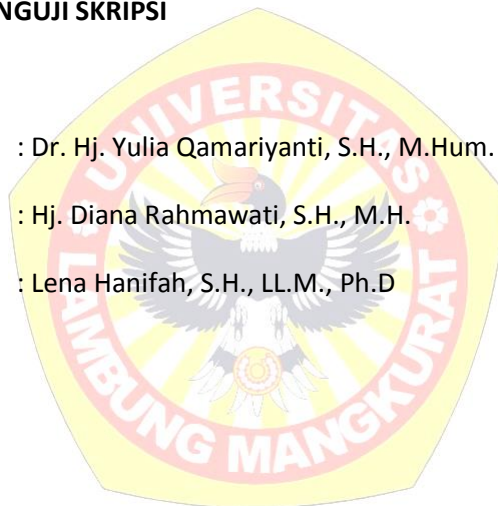 NGUJI SKRIPSI
: Dr. Hj. Yulia Qamariyanti, S.H., M.Hum.
: Hj. Diana Rahmawati, S.H., M.H.
: Lena Hanifah, S.H., LL.M., Ph.D
UNIVERSITAS
LAMBUNG MANGKURAT